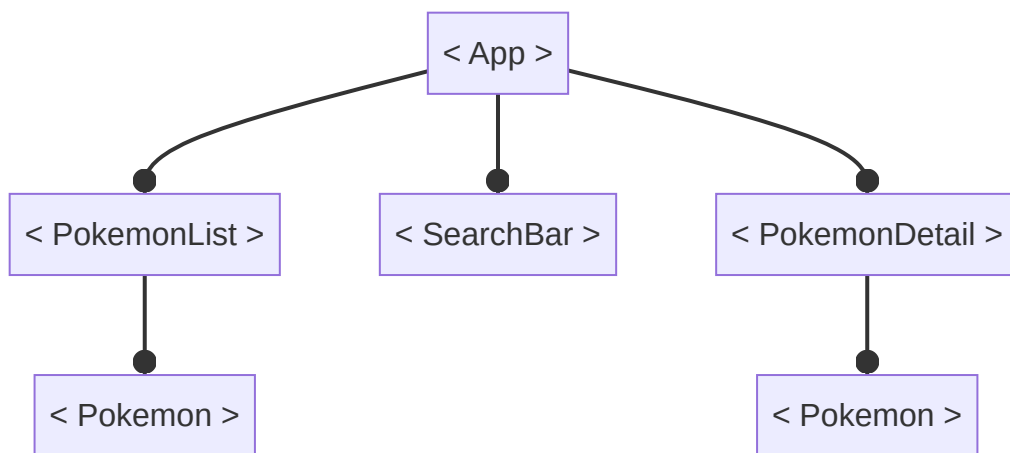 < App >
< PokemonList >
< SearchBar >
< PokemonDetail >
< Pokemon >
< Pokemon >